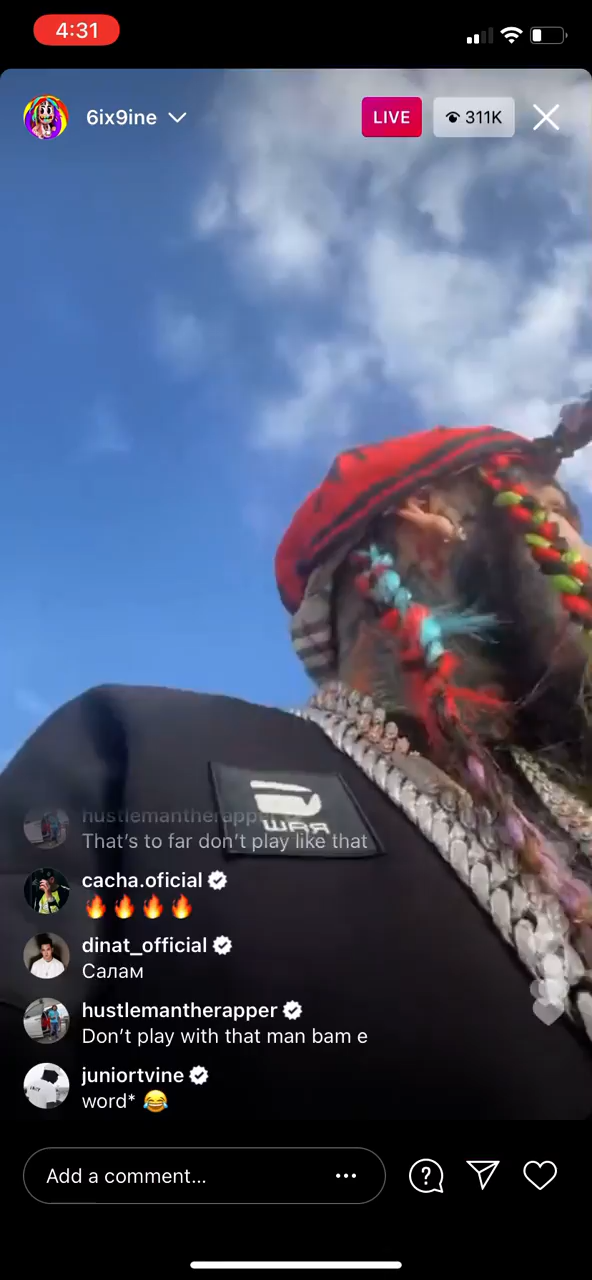 4:31
6ix9ine
LIVE
311K
RAW
hustlemantherapper
That's to far don't play like that
cacha.oficial
🔥 🔥 🔥 🔥
dinat_official
Салам
hustlemantherapper
Don't play with that man bam e
juniortvine
word* 😂
Add a comment...